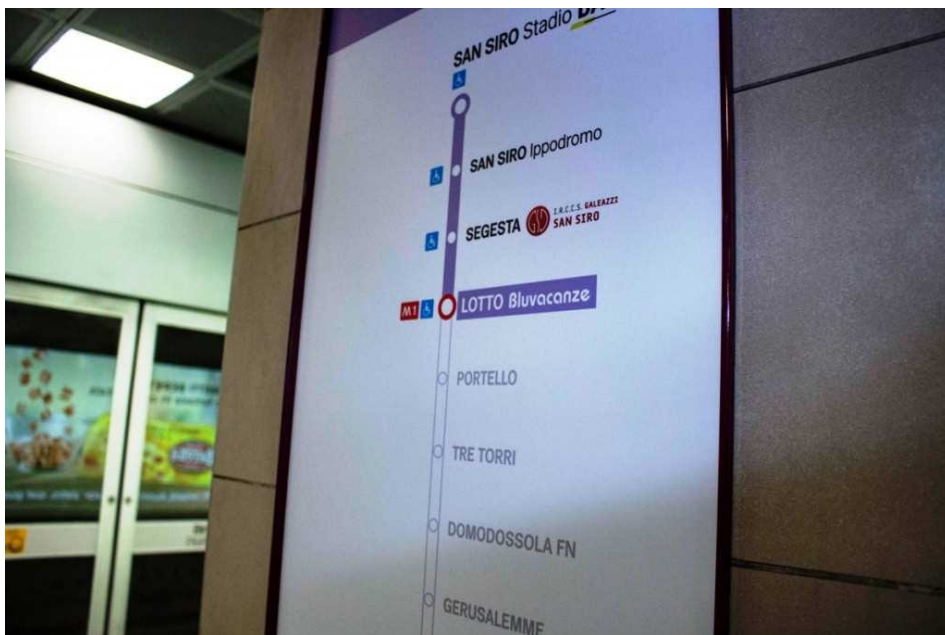 SAN SIRO Stadio
SAN SIRO Ippodromo
SEGESTA GSD I.R.C.C.S. GALEAZZI
SAN SIRO
M1 LOTTO Bluvacanze
PORTELLO
TRE TORRI
DOMODOSSOLA FN
GERUSALEMME